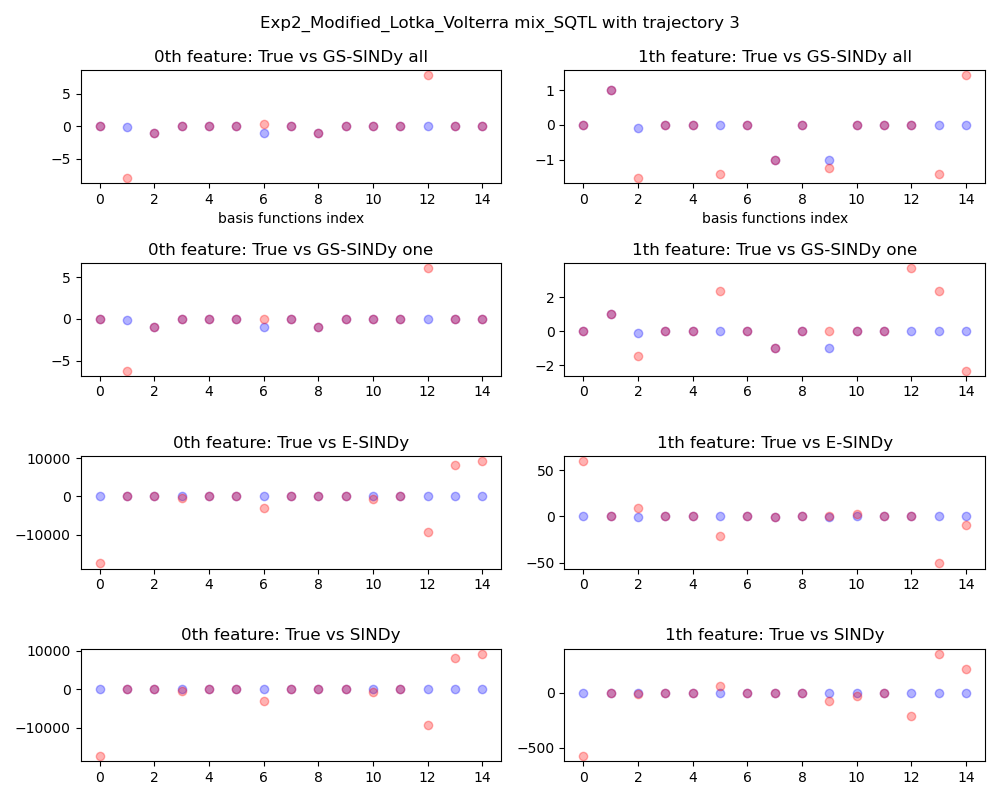 Exp2_Modified_Lotka_Volterra mix_SQTL with trajectory 3
0th feature: True vs GS-SINDy all
5
0
−5
0 2 4 6 8 10 12 14
basis functions index
1th feature: True vs GS-SINDy all
1
0
−1
0 2 4 6 8 10 12 14
basis functions index
0th feature: True vs GS-SINDy one
5
0
−5
0 2 4 6 8 10 12 14
1th feature: True vs GS-SINDy one
2
0
−2
0 2 4 6 8 10 12 14
0th feature: True vs E-SINDy
10000
0
−10000
0 2 4 6 8 10 12 14
1th feature: True vs E-SINDy
50
0
−50
0 2 4 6 8 10 12 14
0th feature: True vs SINDy
10000
0
−10000
0 2 4 6 8 10 12 14
1th feature: True vs SINDy
0
−500
0 2 4 6 8 10 12 14